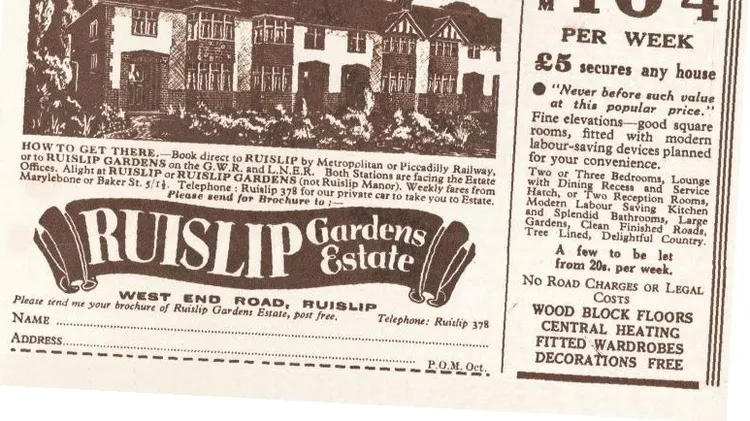 HOW TO GET THERE.—Book direct to RUISLIP by Metropolitan or Piccadilly Railway,
or to RUISLIP GARDENS on the G.W.R. and L.N.E.R. Both Stations are facing the Estate
Offices. Alight at RUISLIP or RUISLIP GARDENS (not Ruislip Manor). Weekly fares from
Marylebone or Baker St. 5/1½. Telephone : Ruislip 378 for our private car to take you to Estate.
Please send for Brochure to :—
RUISLIP Gardens
Estate
WEST END ROAD, RUISLIP
Please send me your brochure of Ruislip Gardens Estate, post free. Telephone: Ruislip 378
NAME
ADDRESS
P.O.M. Oct.
PER WEEK
£5 secures any house
● "Never before such value
at this popular price."
Fine elevations—good square
rooms, fitted with modern
labour-saving devices planned
for your convenience.
Two or Three Bedrooms, Lounge
with Dining Recess and Service
Hatch, or Two Reception Rooms,
Modern Labour Saving Kitchen
and Splendid Bathrooms, Large
Gardens, Clean Finished Roads,
Tree Lined, Delightful Country.
A few to be let
from 20s. per week.
NO ROAD CHARGES OR LEGAL
COSTS
WOOD BLOCK FLOORS
CENTRAL HEATING
FITTED WARDROBES
DECORATIONS FREE